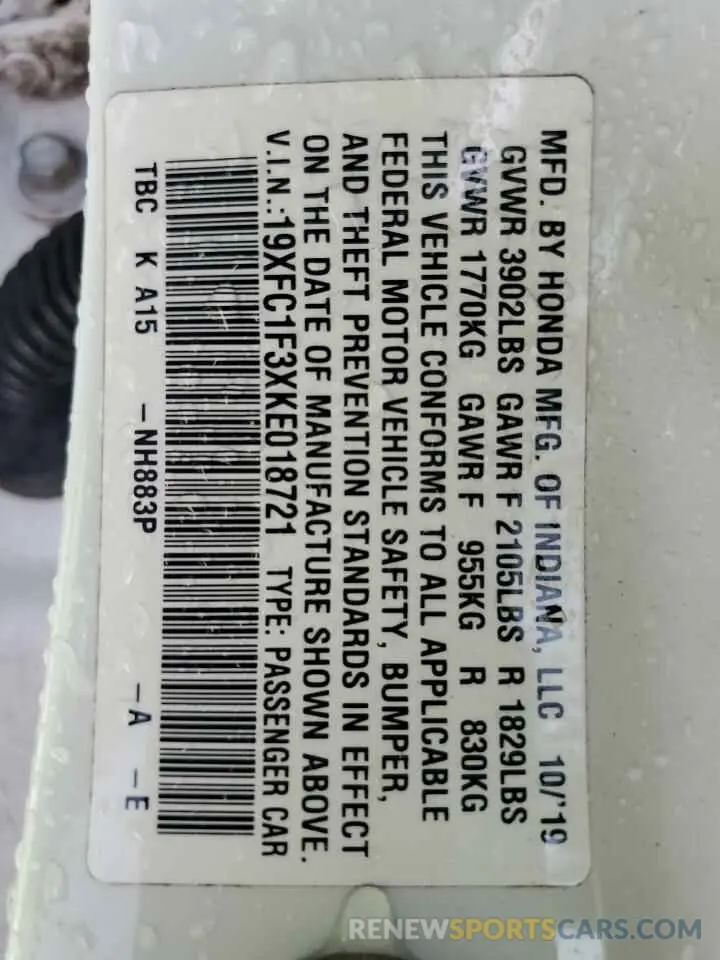 MFD. BY HONDA MFG. OF INDIANA, LLC 10/'19
GVWR 3902LBS GAWR F 2105LBS R 1829LBS
GVWR 1770KG GAWR F 955KG R 830KG
THIS VEHICLE CONFORMS TO ALL APPLICABLE
FEDERAL MOTOR VEHICLE SAFETY, BUMPER,
AND THEFT PREVENTION STANDARDS IN EFFECT
ON THE DATE OF MANUFACTURE SHOWN ABOVE.
V.I.N.: 19XFC1F3XKE018721 TYPE: PASSENGER CAR
TBC K A15 -NH883P -A -E
RENEWSPORTSCARS.COM